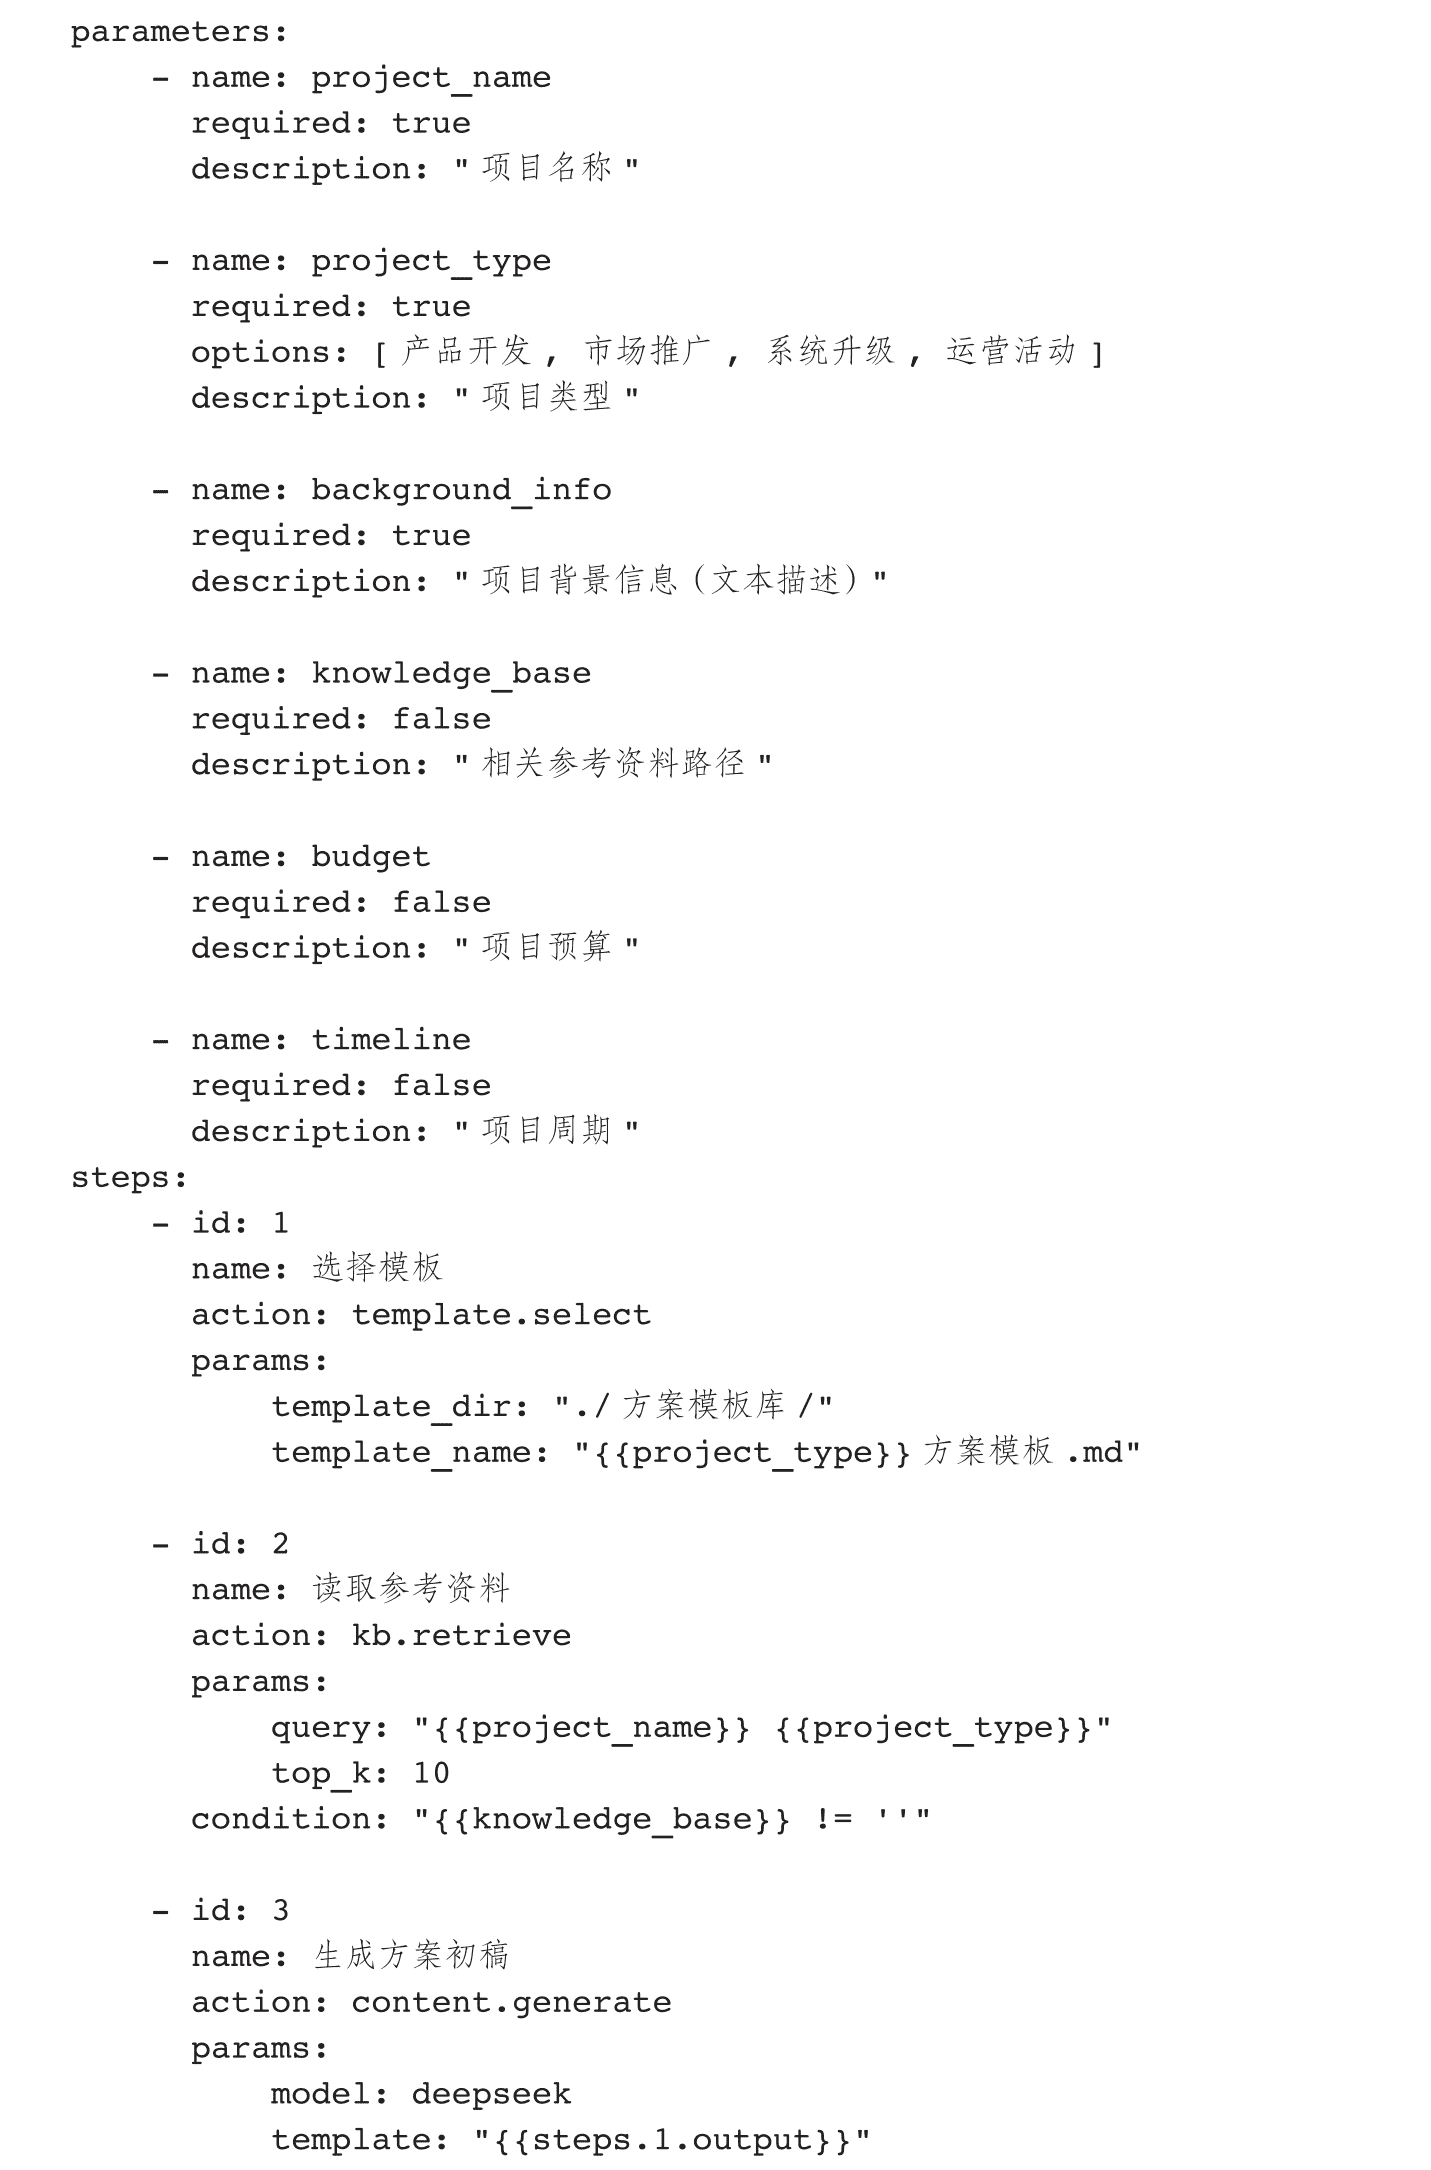 parameters:
    - name: project_name
      required: true
      description: "项目名称"
    - name: project_type
      required: true
      options: [产品开发, 市场推广, 系统升级, 运营活动]
      description: "项目类型"
    - name: background_info
      required: true
      description: "项目背景信息（文本描述）"
    - name: knowledge_base
      required: false
      description: "相关参考资料路径"
    - name: budget
      required: false
      description: "项目预算"
    - name: timeline
      required: false
      description: "项目周期"
steps:
    - id: 1
      name: 选择模板
      action: template.select
      params:
          template_dir: "./方案模板库/"
          template_name: "{{project_type}}方案模板.md"
    - id: 2
      name: 读取参考资料
      action: kb.retrieve
      params:
          query: "{{project_name}} {{project_type}}"
          top_k: 10
      condition: "{{knowledge_base}} != ''"
    - id: 3
      name: 生成方案初稿
      action: content.generate
      params:
          model: deepseek
          template: "{{steps.1.output}}"